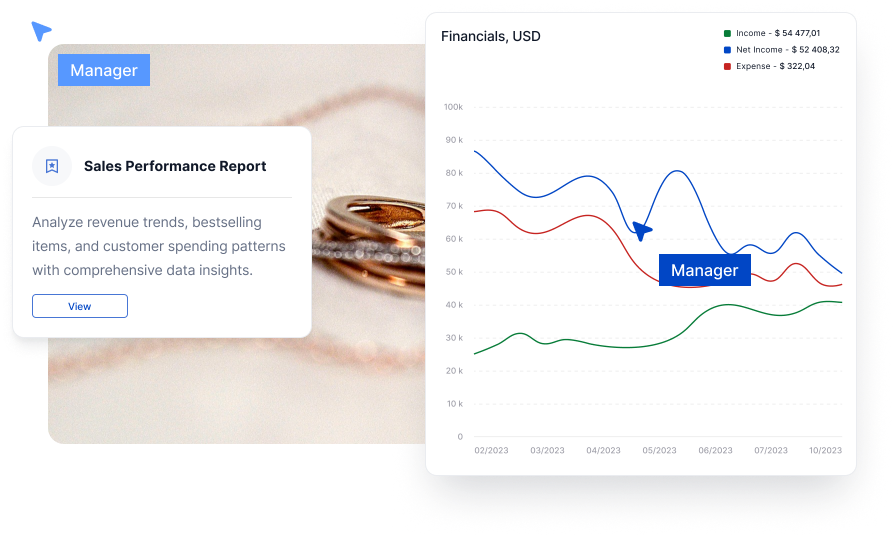 Manager
Sales Performance Report
Analyze revenue trends, bestselling
items, and customer spending patterns
with comprehensive data insights.
View
Financials, USD
Income - $ 54 477,01
Net Income - $ 52 408,32
Expense - $ 322,04
100k
90 k
80 k
70 k
60 k
50 k
40 k
30 k
20 k
10 k
0
Manager
02/2023 03/2023 04/2023 05/2023 06/2023 07/2023 10/2023